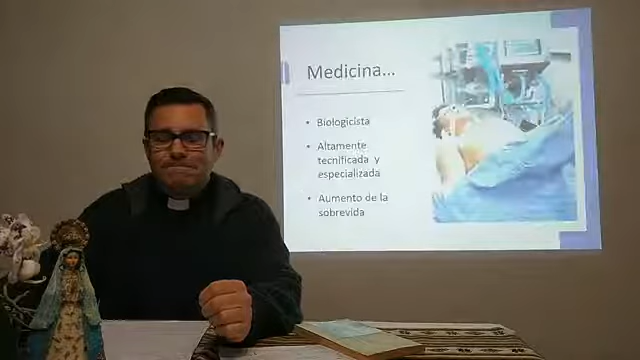 Medicina...
• Biologicista
• Altamente
tecnificada y
especializada
• Aumento de la
sobrevida